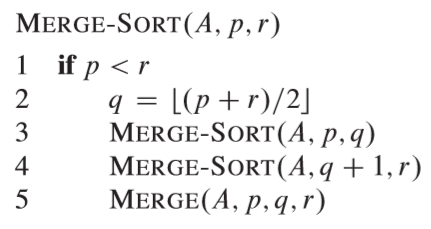 MERGE-SORT(A, p, r)
1 if p < r
2 q = ⌊(p + r)/2⌋
3 MERGE-SORT(A, p, q)
4 MERGE-SORT(A, q + 1, r)
5 MERGE(A, p, q, r)